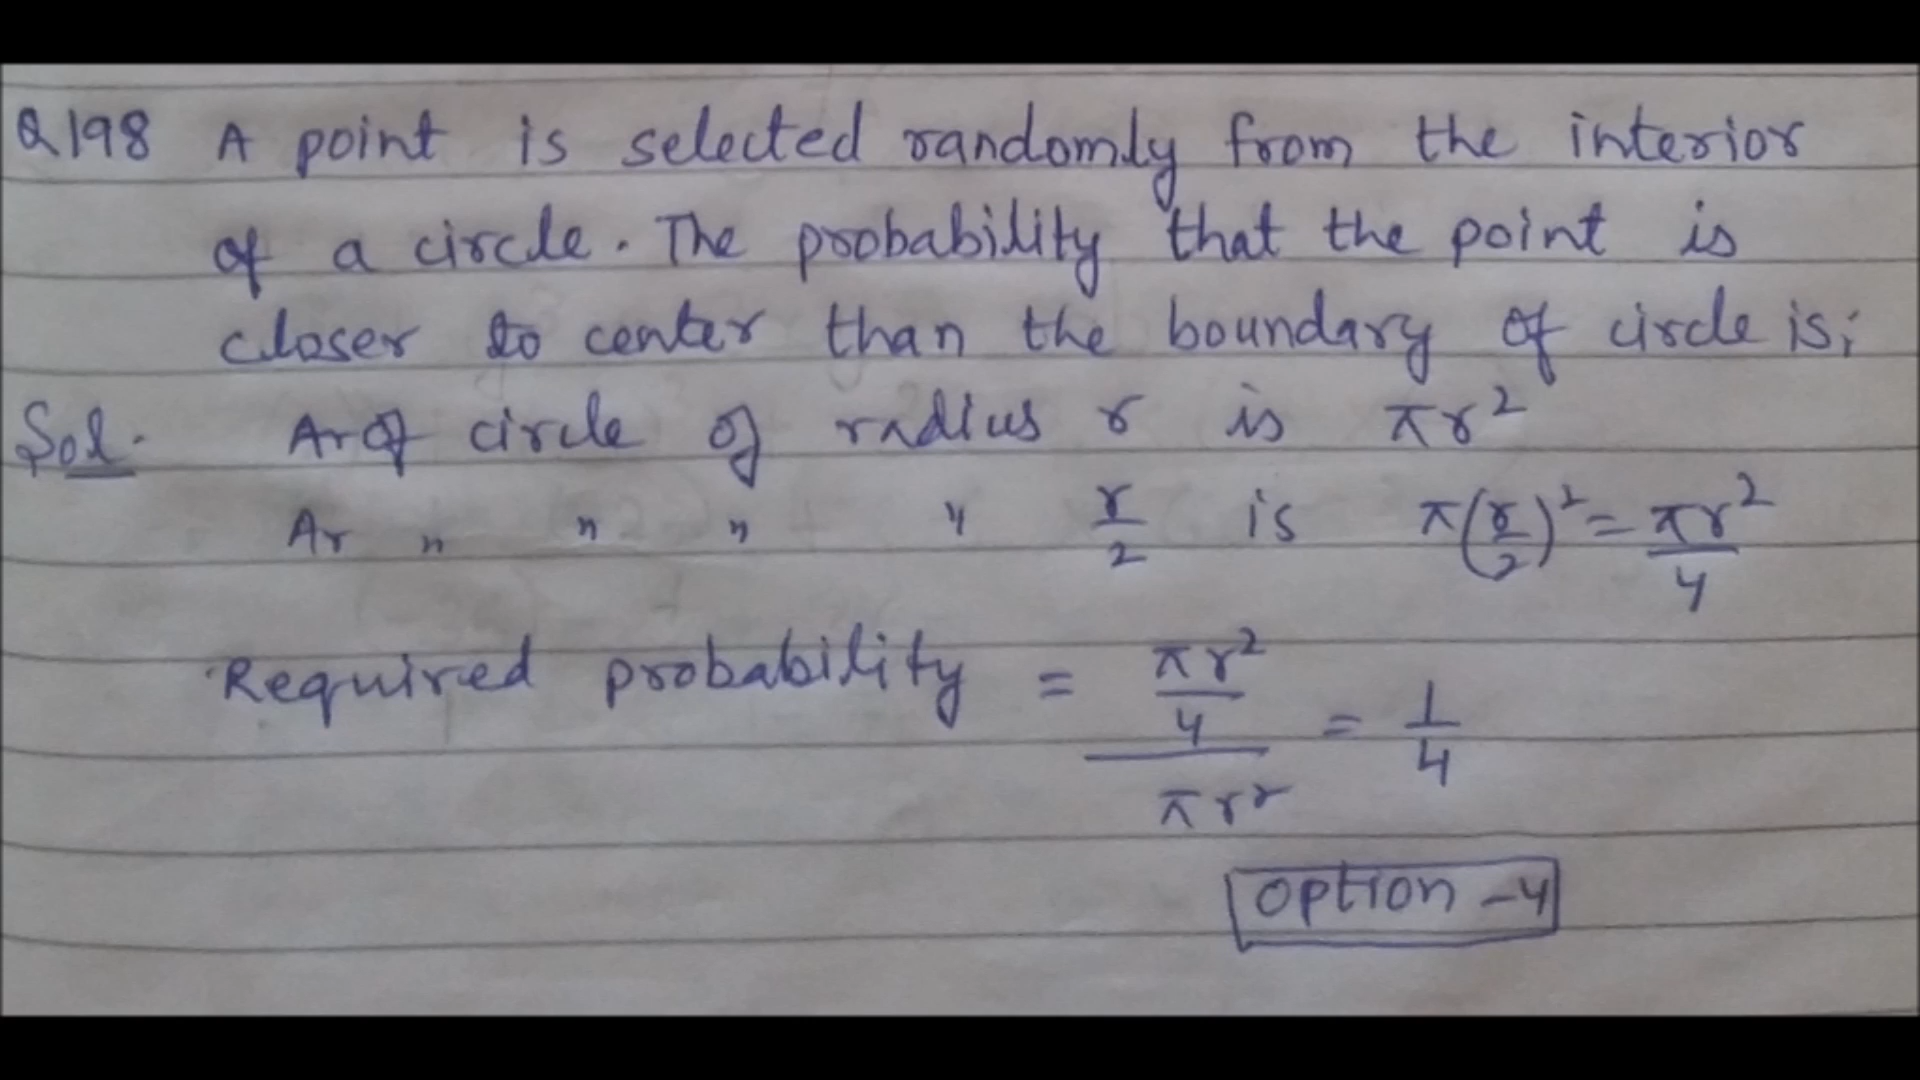 Q198 A point is selected randomly from the interior
of a circle. The probability that the point is
closer to center than the boundary of circle is;
Sol. Ar of circle of radius r is πr²
Ar " " " " r/2 is π(r/2)² = πr²/4
Required probability = (πr²/4)/πr² = 1/4
option -4